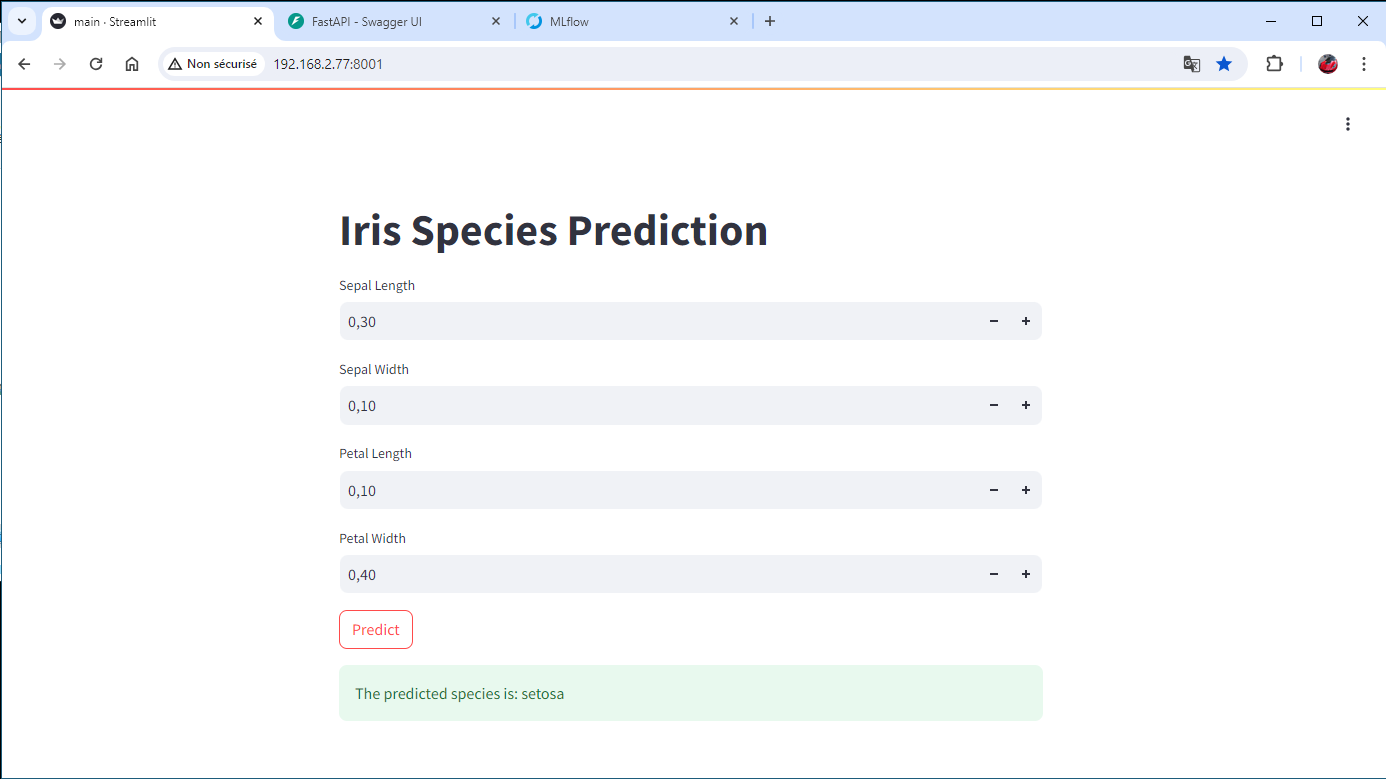 main · Streamlit
FastAPI - Swagger UI
MLflow
Non sécurisé
192.168.2.77:8001
Iris Species Prediction
Sepal Length
0,30
Sepal Width
0,10
Petal Length
0,10
Petal Width
0,40
Predict
The predicted species is: setosa